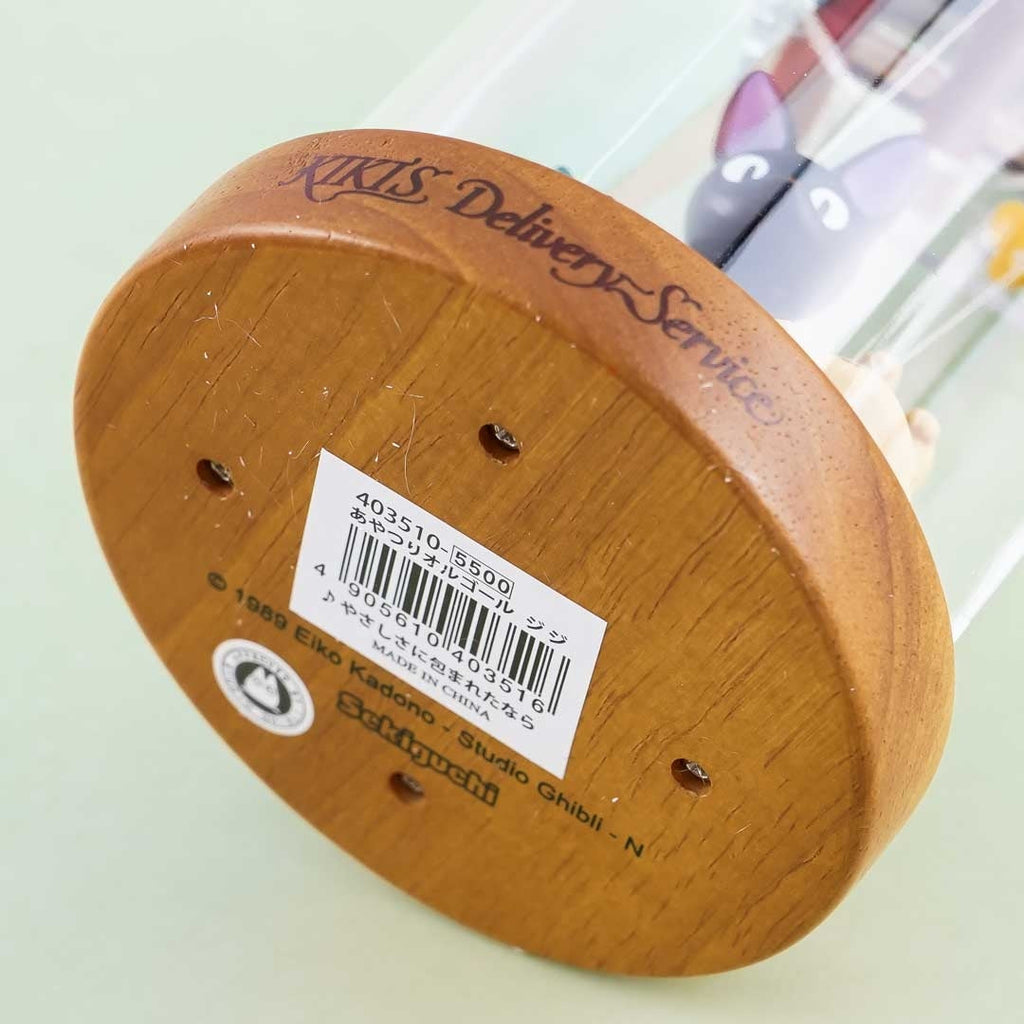 KIKI'S Delivery Service
403510-5500
あやつりオルゴール ジジ
4 905610 403516
♪やさしさに包まれたなら
MADE IN CHINA
© 1989 Eiko Kadono - Studio Ghibli - N
Sekiguchi